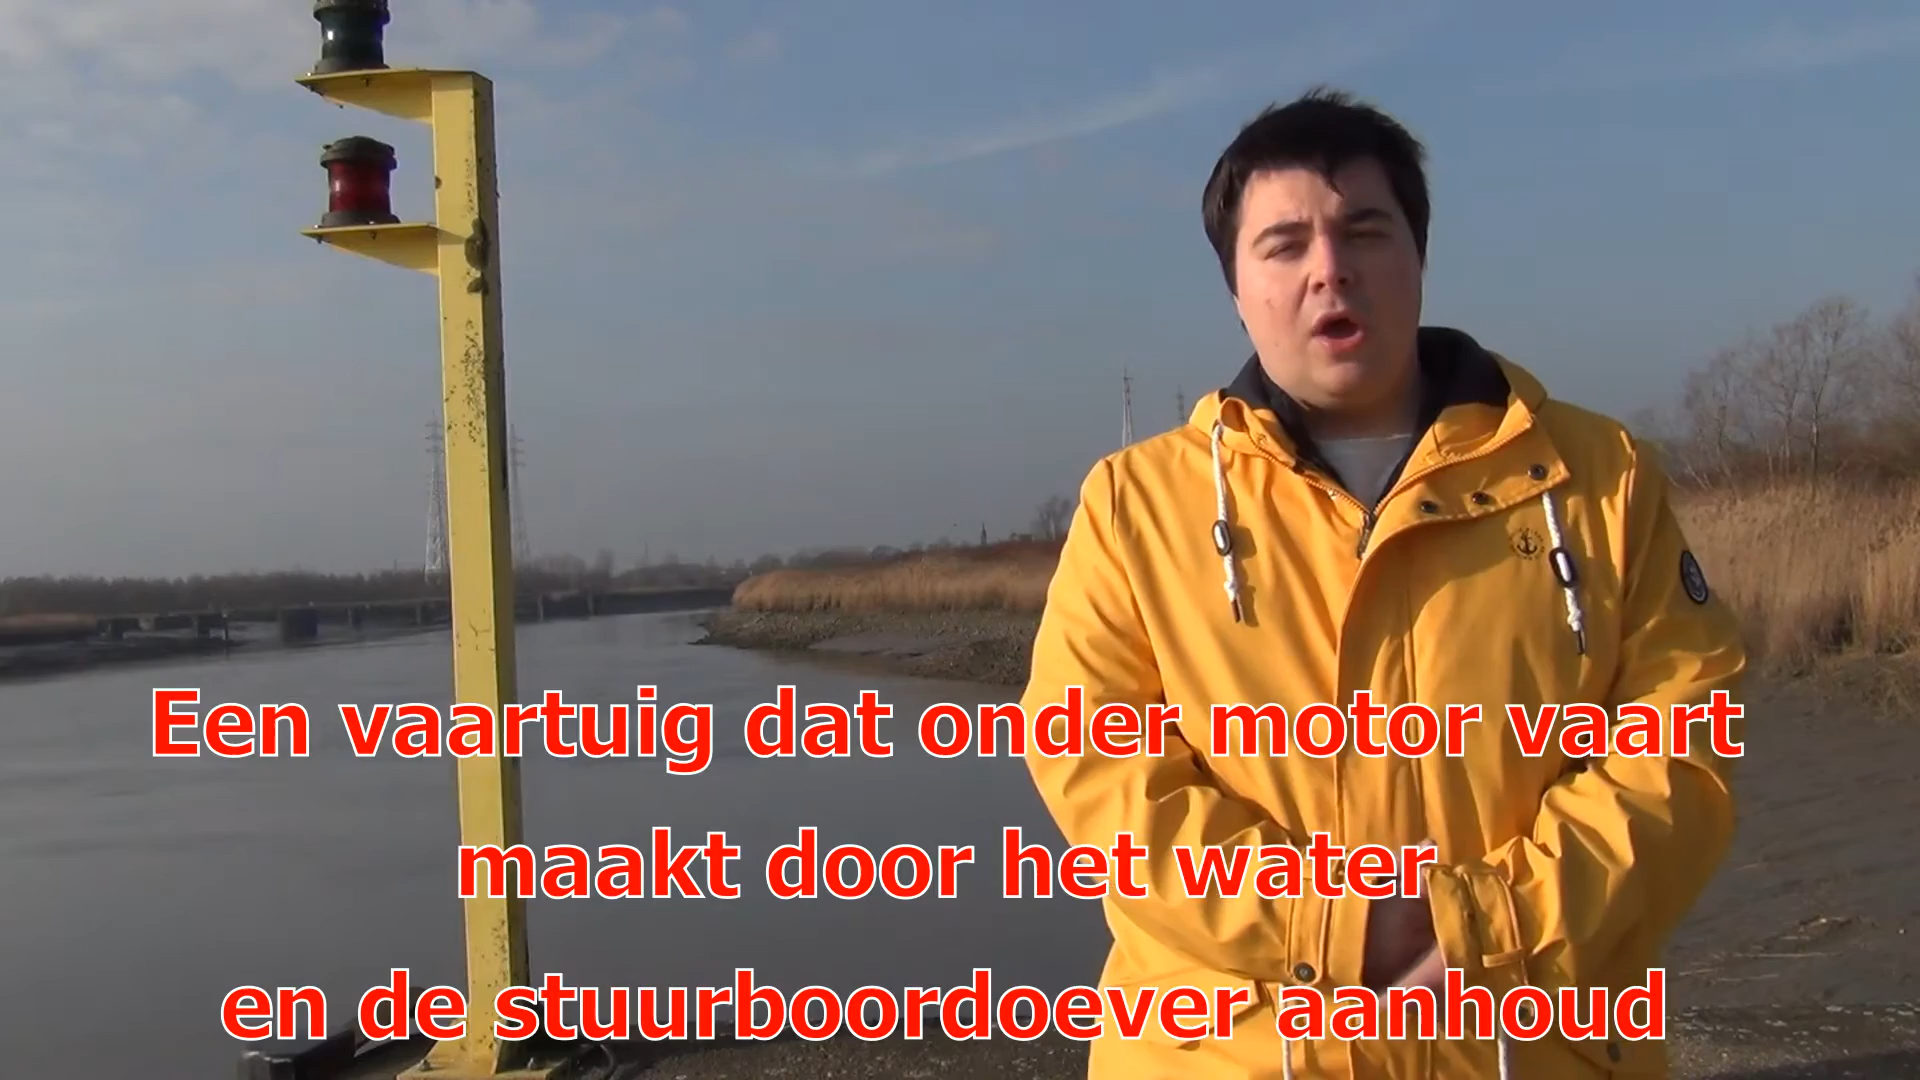 Een vaartuig dat onder motor vaart
maakt door het water
en de stuurboordoever aanhoud